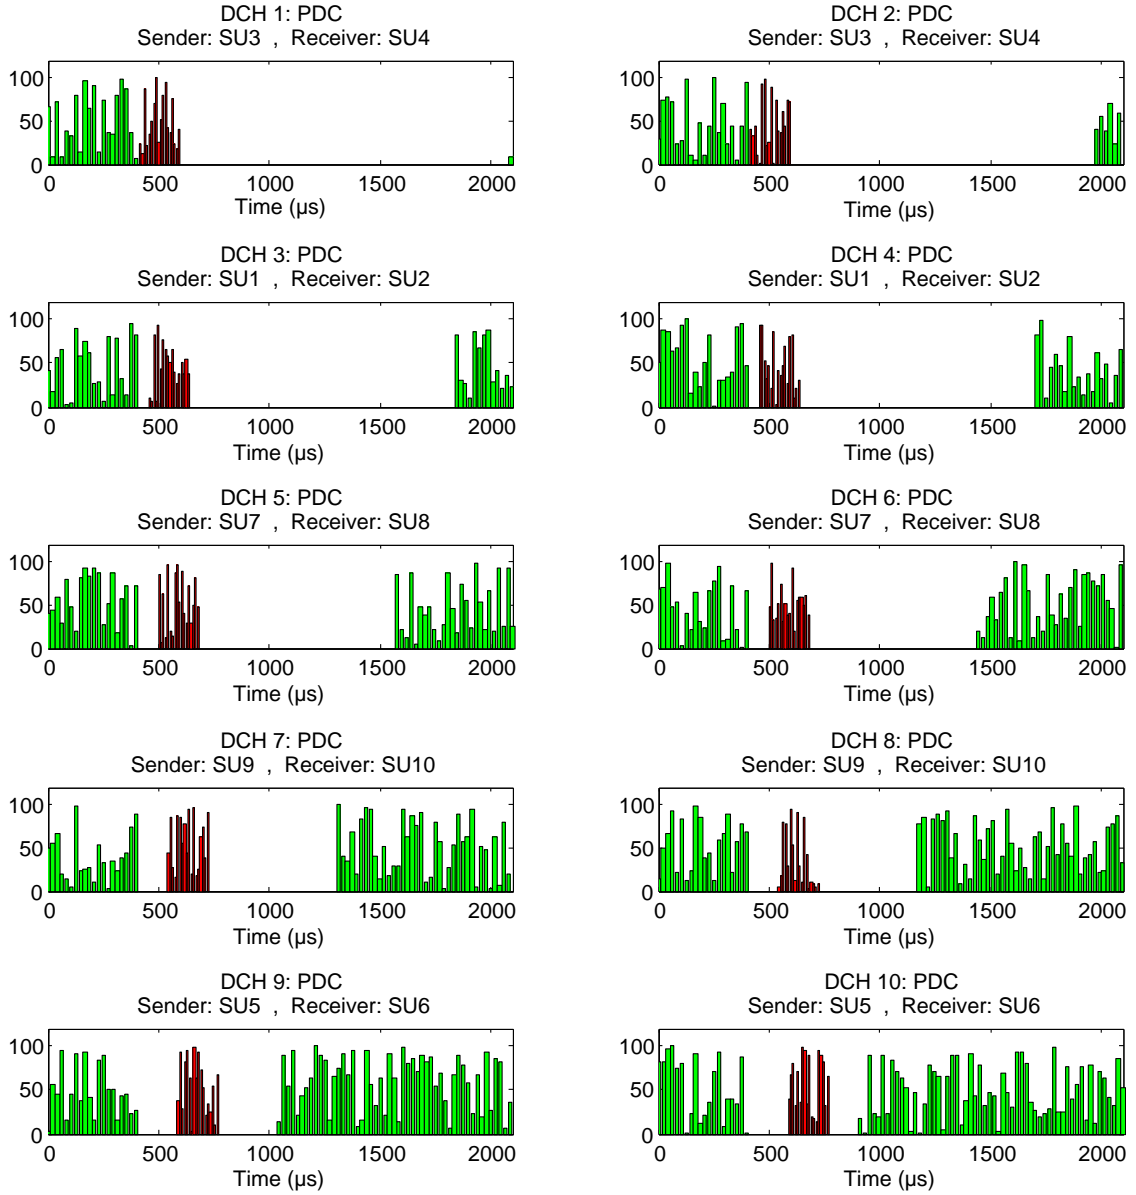 DCH 1: PDC
Sender: SU3 , Receiver: SU4
100
50
0
0 500 1000 1500 2000
Time (µs)
DCH 2: PDC
Sender: SU3 , Receiver: SU4
100
50
0
0 500 1000 1500 2000
Time (µs)
DCH 3: PDC
Sender: SU1 , Receiver: SU2
100
50
0
0 500 1000 1500 2000
Time (µs)
DCH 4: PDC
Sender: SU1 , Receiver: SU2
100
50
0
0 500 1000 1500 2000
Time (µs)
DCH 5: PDC
Sender: SU7 , Receiver: SU8
100
50
0
0 500 1000 1500 2000
Time (µs)
DCH 6: PDC
Sender: SU7 , Receiver: SU8
100
50
0
0 500 1000 1500 2000
Time (µs)
DCH 7: PDC
Sender: SU9 , Receiver: SU10
100
50
0
0 500 1000 1500 2000
Time (µs)
DCH 8: PDC
Sender: SU9 , Receiver: SU10
100
50
0
0 500 1000 1500 2000
Time (µs)
DCH 9: PDC
Sender: SU5 , Receiver: SU6
100
50
0
0 500 1000 1500 2000
Time (µs)
DCH 10: PDC
Sender: SU5 , Receiver: SU6
100
50
0
0 500 1000 1500 2000
Time (µs)